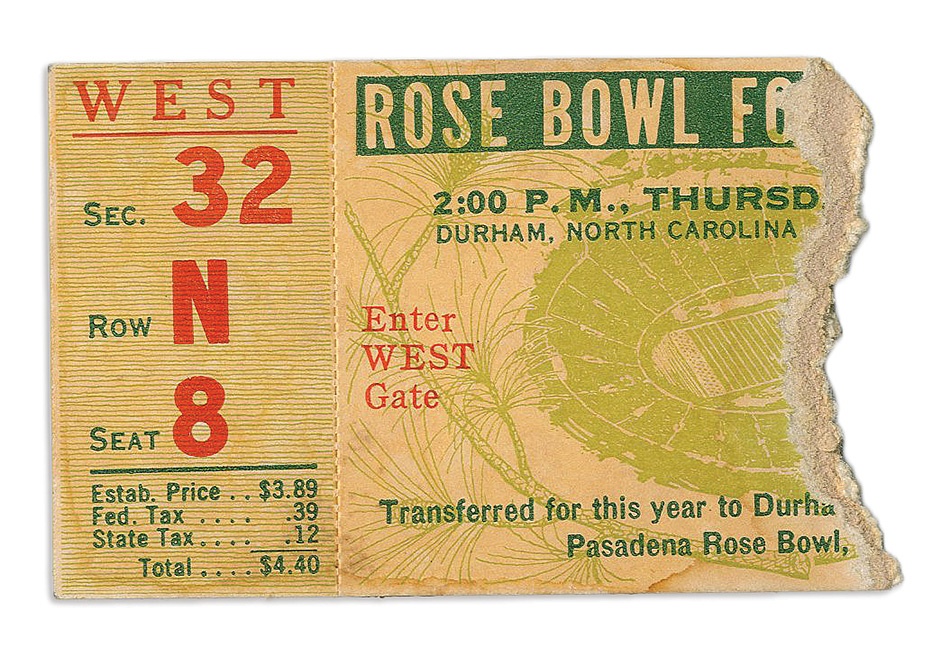 WEST
SEC. 32
ROW N
SEAT 8
Estab. Price .. $3.89
Fed. Tax .... .39
State Tax .... .12
Total .... $4.40
ROSE BOWL
2:00 P. M., THURSD
DURHAM, NORTH CAROLINA
Enter
WEST
Gate
Transferred for this year to Durha
Pasadena Rose Bowl,